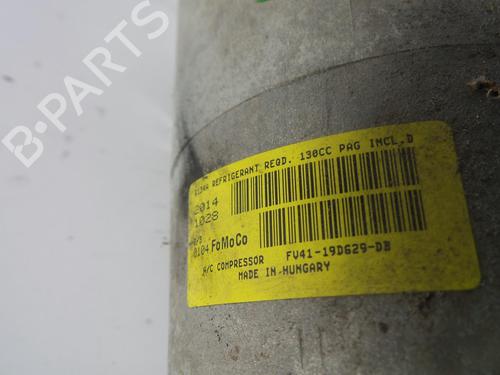 R134A REFRIGERANT REQD. 130CC PAG INCL.D
2014
1028
0104 FoMoCo
A/C COMPRESSOR FV41-19D629-DB
MADE IN HUNGARY
B-PARTS